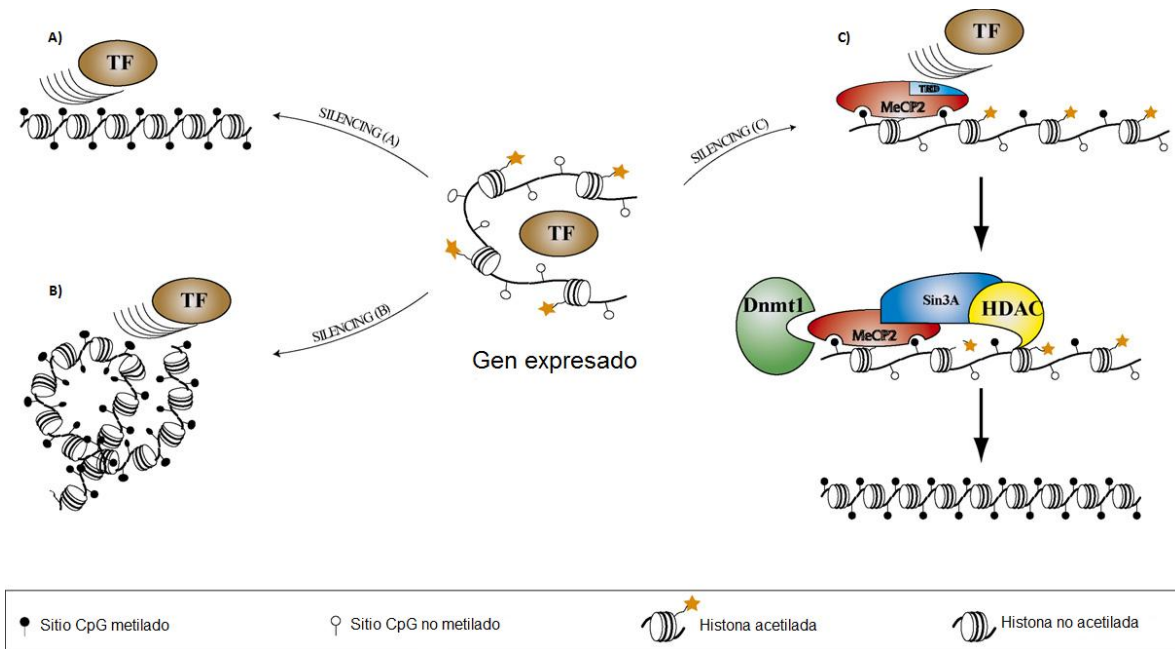 A)
TF
SILENCING (A)
B)
TF
SILENCING (B)
TF
Gen expresado
C)
TF
TRD
MeCP2
SILENCING (C)
Dnmt1
Sin3A
HDAC
MeCP2
Sitio CpG metilado
Sitio CpG no metilado
Histona acetilada
Histona no acetilada